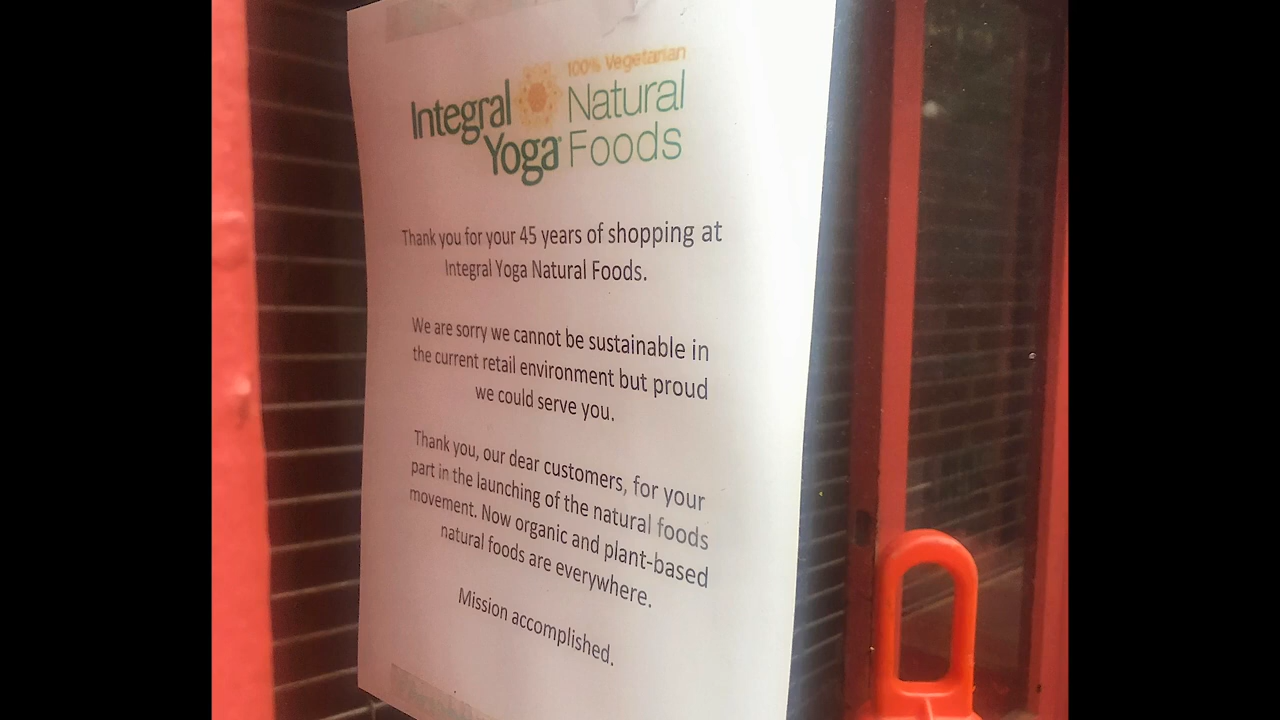 100% Vegetarian
Integral Natural
Yoga Foods
Thank you for your 45 years of shopping at
Integral Yoga Natural Foods.
We are sorry we cannot be sustainable in
the current retail environment but proud
we could serve you.
Thank you, our dear customers, for your
part in the launching of the natural foods
movement. Now organic and plant-based
natural foods are everywhere.
Mission accomplished.